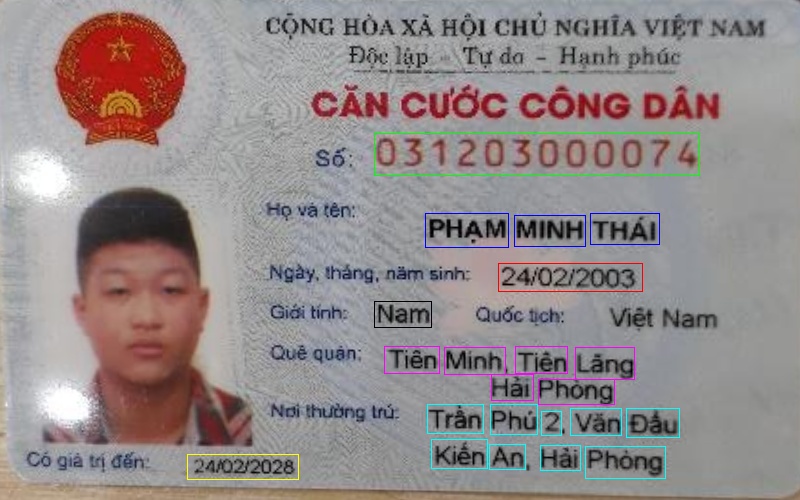 CỘNG HÒA XÃ HỘI CHỦ NGHĨA VIỆT NAM
Độc lập - Tự do - Hạnh phúc
CĂN CƯỚC CÔNG DÂN
Số: 031203000074
Họ và tên:
PHẠM MINH THÁI
Ngày, tháng, năm sinh: 24/02/2003
Giới tính: Nam Quốc tịch: Việt Nam
Quê quán: Tiên Minh, Tiên Lãng
Hải Phòng
Nơi thường trú: Trần Phú 2, Văn Đẩu
Kiến An, Hải Phòng
Có giá trị đến: 24/02/2028